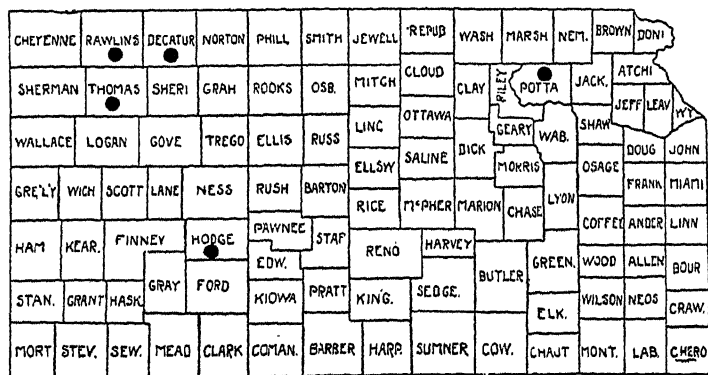 CHEYENNE RAWLINS DECATUR NORTON PHILL SMITH JEWELL REPUB WASH MARSH NEM. BROWN DONI
SHERMAN THOMAS SHERI GRAH ROOKS OSB. MITCH CLOUD CLAY RILEY POTTA JACK. ATCHI
JEFF LEAV WY
WALLACE LOGAN GOVE TREGO ELLIS RUSS LINC OTTAWA DICK GEARY WAB. SHAW DOUG JOHN
GRE'L'Y WICH SCOTT LANE NESS RUSH BARTON ELLSW SALINE MORRIS LYON OSAGE FRANK MIAMI
RICE McPHER MARION CHASE
HAM KEAR. FINNEY HODGE PAWNEE STAF RENO HARVEY COFFEY ANDER LINN
EDW.
GRAY FORD BUTLER GREEN. WOOD ALLEN BOUR
STAN. GRANT HASK. KIOWA PRATT KING. SEDGE. ELK. WILSON NEOS CRAW.
MORT STEV. SEW. MEAD CLARK COMAN. BARBER HARP. SUMNER COW. CHAUT MONT. LAB. CHERO